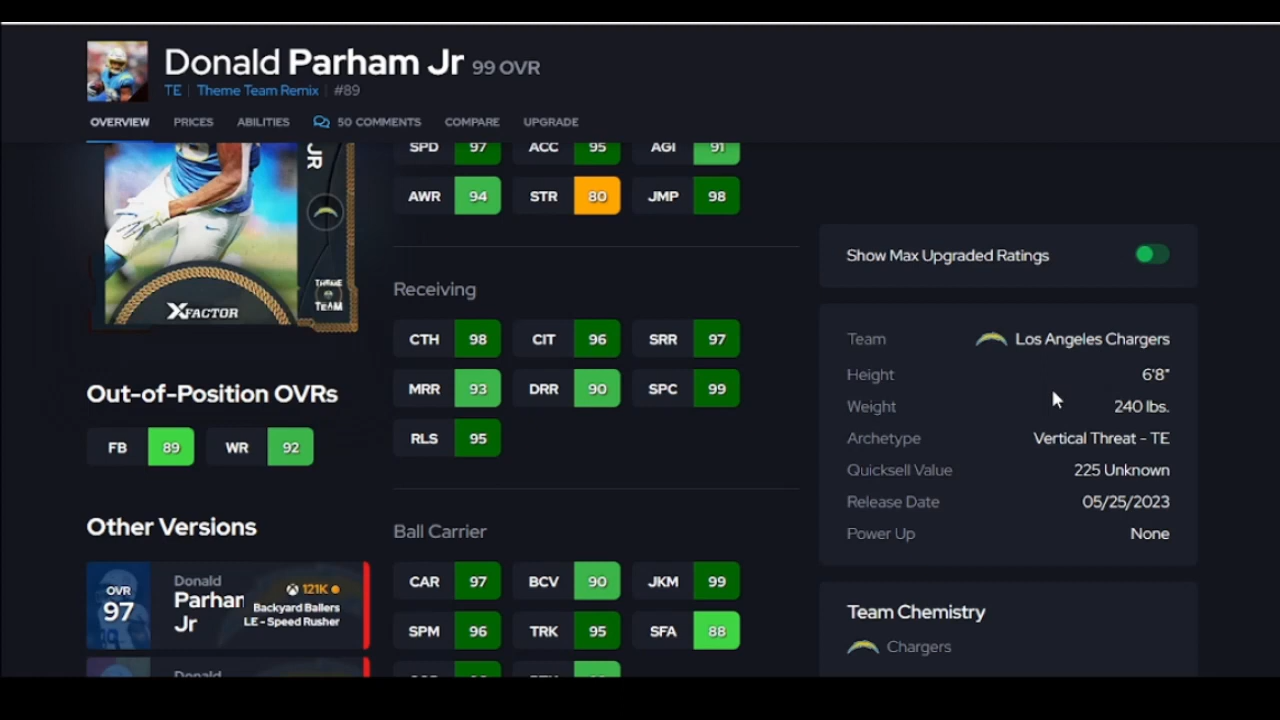 Donald Parham Jr 99 OVR
TE | Theme Team Remix | #89
OVERVIEW PRICES ABILITIES 50 COMMENTS COMPARE UPGRADE
JR
THEME
TEAM
XFACTOR
SPD 97 ACC 95 AGI 91
AWR 94 STR 80 JMP 98
Receiving
CTH 98 CIT 96 SRR 97
MRR 93 DRR 90 SPC 99
RLS 95
Out-of-Position OVRs
FB 89 WR 92
Other Versions
OVR
97
Donald
Parhar
Jr
121K
Backyard Ballers
LE - Speed Rusher
Donald
Ball Carrier
CAR 97 BCV 90 JKM 99
SPM 96 TRK 95 SFA 88
Show Max Upgraded Ratings
Team Los Angeles Chargers
Height 6'8"
Weight 240 lbs.
Archetype Vertical Threat - TE
Quicksell Value 225 Unknown
Release Date 05/25/2023
Power Up None
Team Chemistry
Chargers